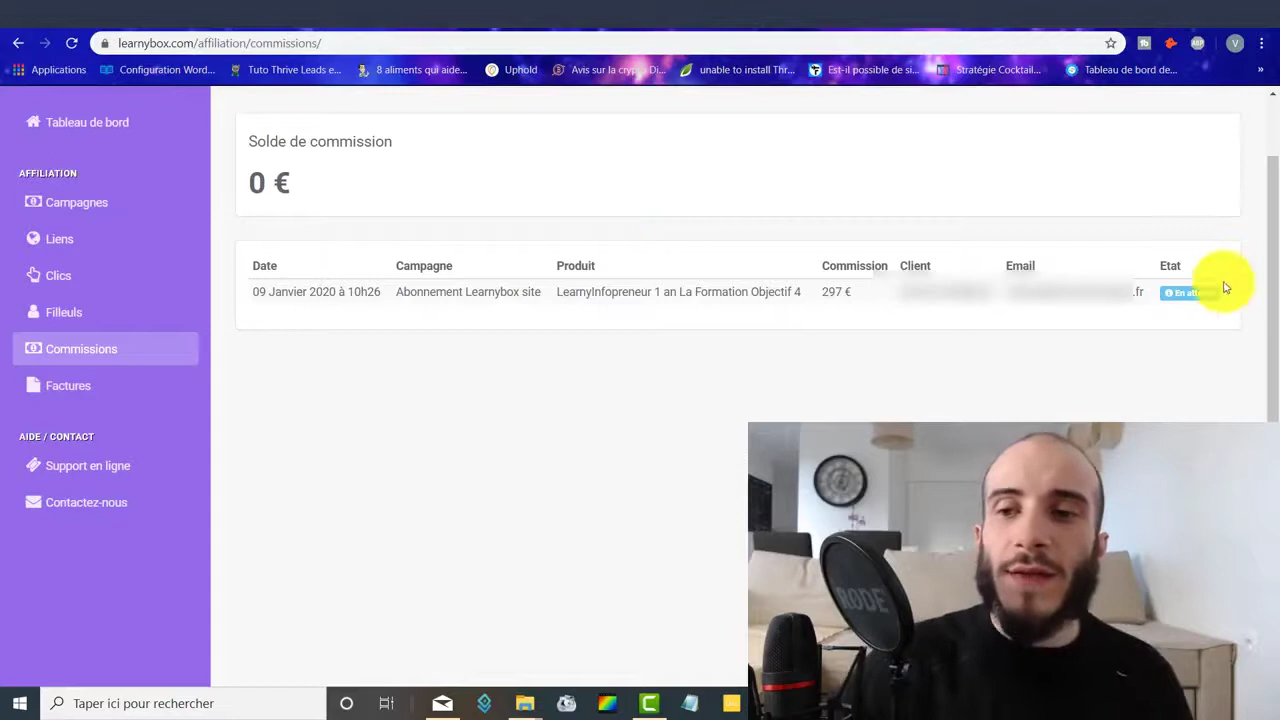 learnybox.com/affiliation/commissions/
V
Applications
Configuration Word...
Tuto Thrive Leads e...
8 aliments qui aide...
Uphold
Avis sur la crypto Di...
unable to install Thr...
Est-il possible de si...
Stratégie Cocktail...
Tableau de bord de...
»
Tableau de bord
AFFILIATION
Campagnes
Liens
Clics
Filleuls
Commissions
Factures
AIDE / CONTACT
Support en ligne
Contactez-nous
Solde de commission
0 €
Date Campagne Produit Commission Client Email Etat
09 Janvier 2020 à 10h26 Abonnement Learnybox site LearnyInfopreneur 1 an La Formation Objectif 4 297 € .fr En
RODE
Taper ici pour rechercher